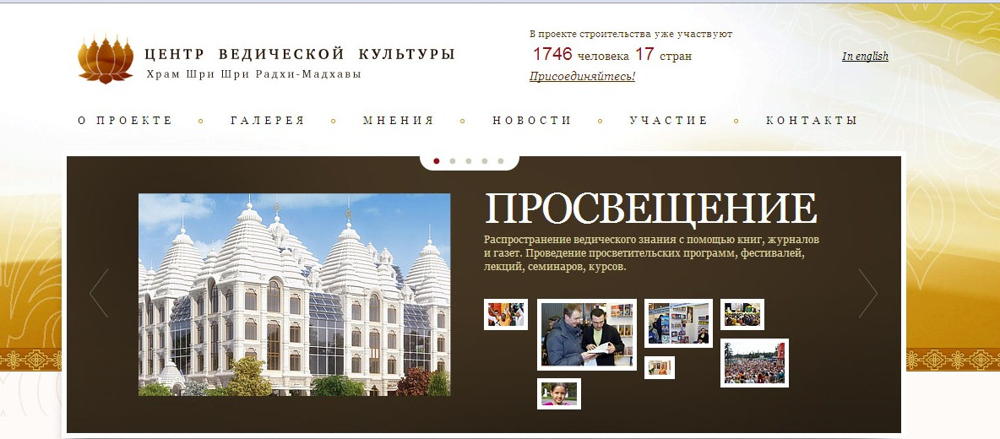 ЦЕНТР ВЕДИЧЕСКОЙ КУЛЬТУРЫ
Храм Шри Шри Радхи-Мадхавы
В проекте строительства уже участвуют
1746 человека 17 стран
Присоединяйтесь!
In english
О ПРОЕКТЕ ГАЛЕРЕЯ МНЕНИЯ НОВОСТИ УЧАСТИЕ КОНТАКТЫ
ПРОСВЕЩЕНИЕ
Распространение ведического знания с помощью книг, журналов
и газет. Проведение просветительских программ, фестивалей,
лекций, семинаров, курсов.